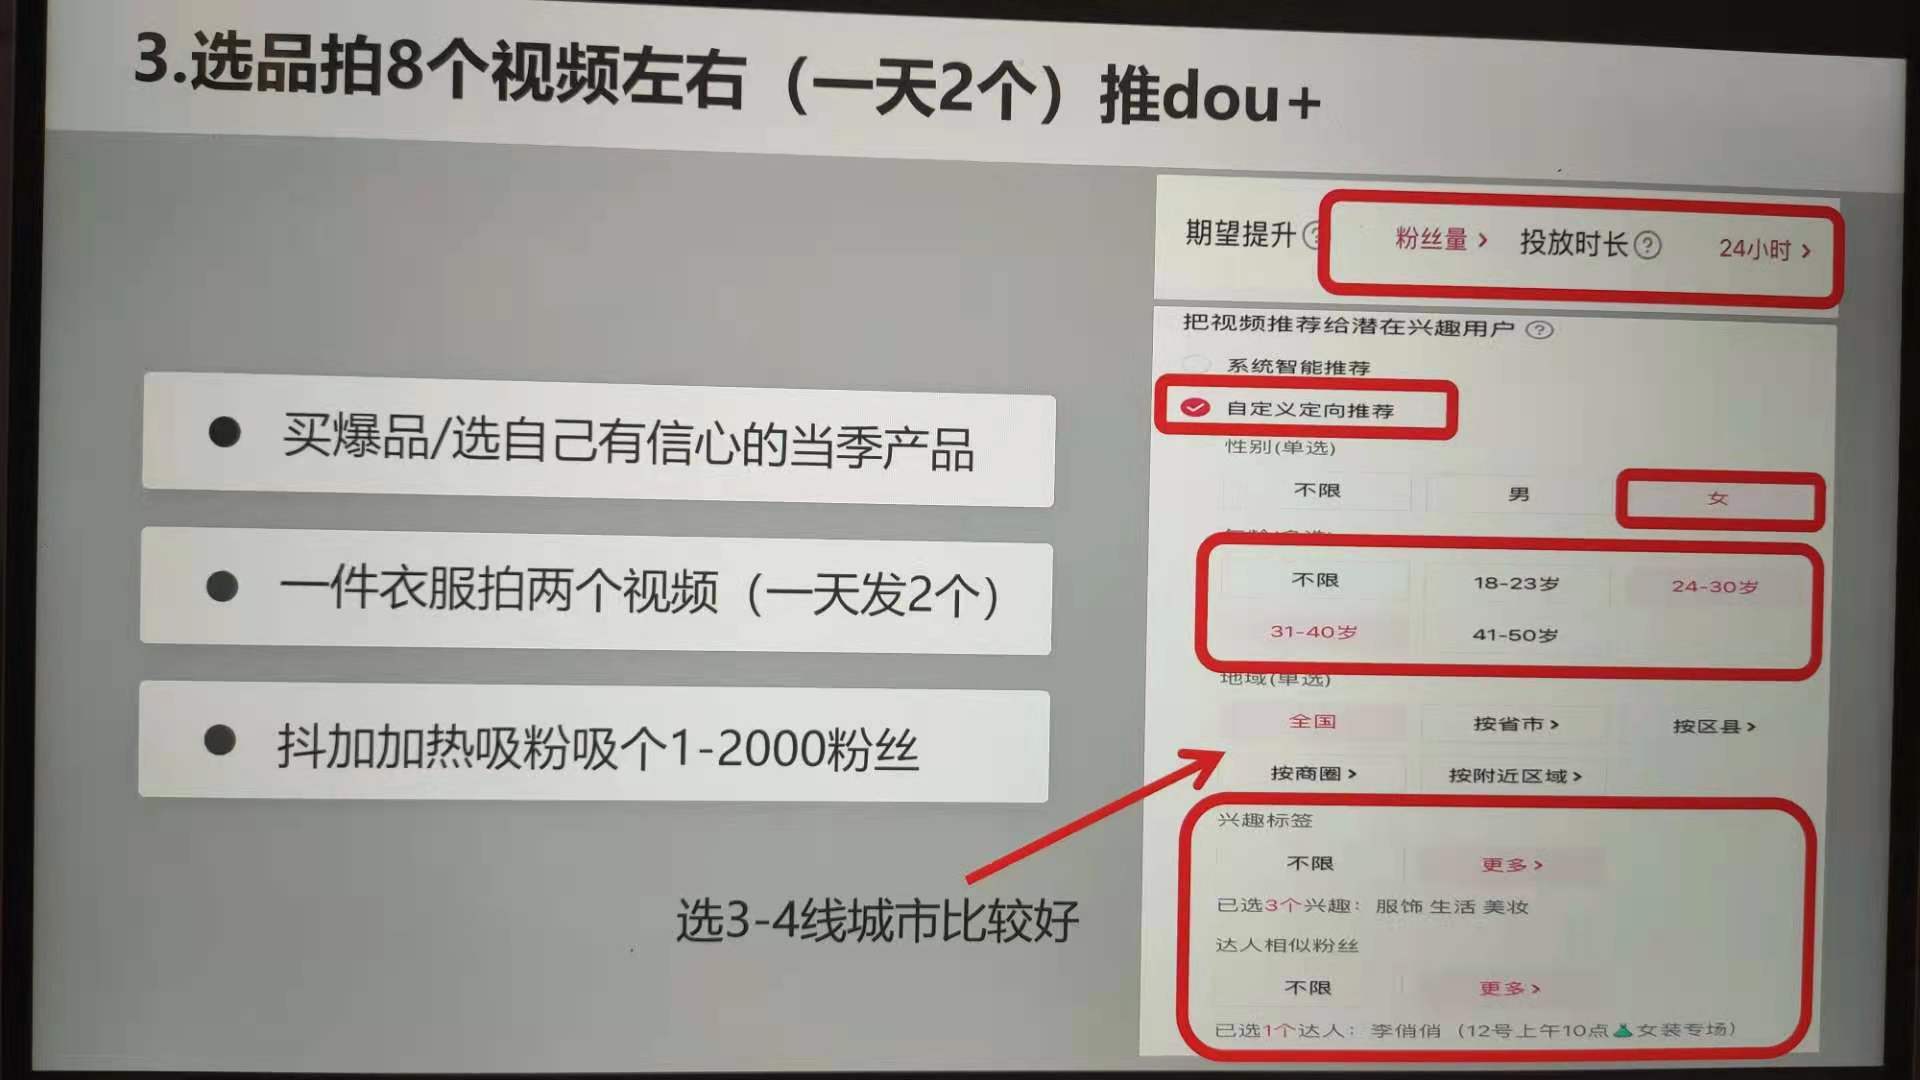 3.选品拍8个视频左右（一天2个）推dou+
买爆品/选自己有信心的当季产品
一件衣服拍两个视频（一天发2个）
抖加加热吸粉吸个1-2000粉丝
选3-4线城市比较好
期望提升 粉丝量 > 投放时长 ? 24小时 >
把视频推荐给潜在兴趣用户 ?
系统智能推荐
自定义定向推荐
性别(单选)
不限 男 女
不限 18-23岁 24-30岁
31-40岁 41-50岁
地域(单选)
全国 按省市> 按区县>
按商圈> 按附近区域>
兴趣标签
不限 更多>
已选3个兴趣：服饰 生活 美妆
达人相似粉丝
不限 更多>
已选1个达人：李俏俏（12号上午10点👗女装专场）